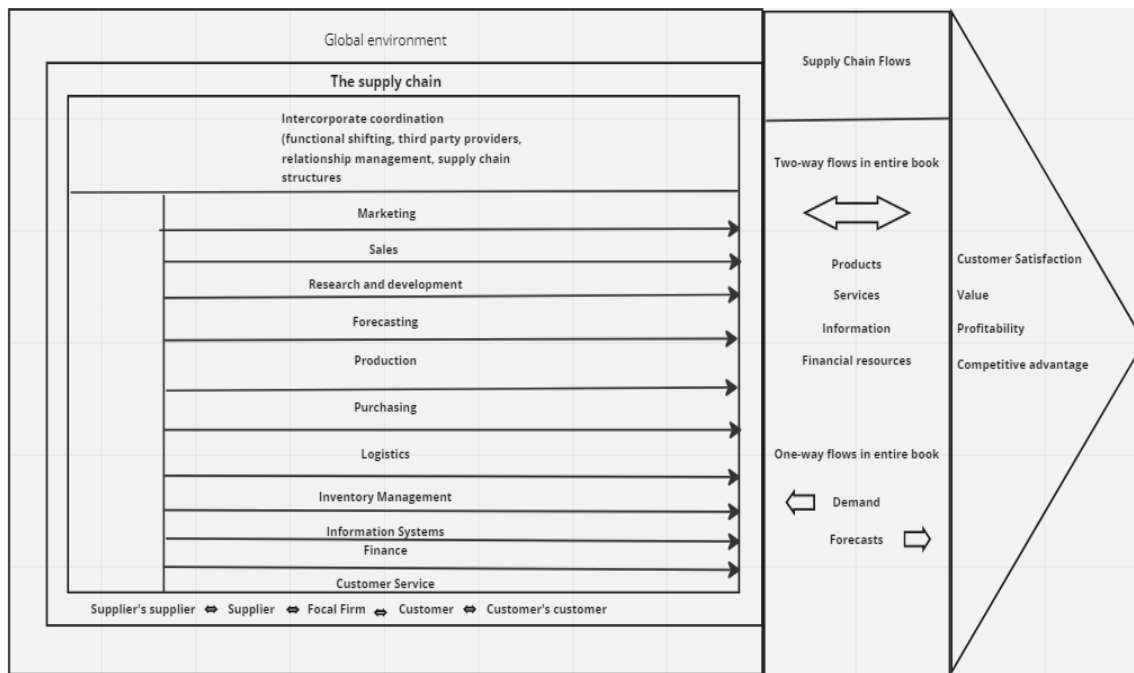 Global environment
The supply chain
Intercorporate coordination
(functional shifting, third party providers,
relationship management, supply chain
structures
Marketing
Sales
Research and development
Forecasting
Production
Purchasing
Logistics
Inventory Management
Information Systems
Finance
Customer Service
Supplier's supplier ⇔ Supplier ⇔ Focal Firm ⇔ Customer ⇔ Customer's customer
Supply Chain Flows
Two-way flows in entire book
Products
Services
Information
Financial resources
One-way flows in entire book
Demand
Forecasts
Customer Satisfaction
Value
Profitability
Competitive advantage